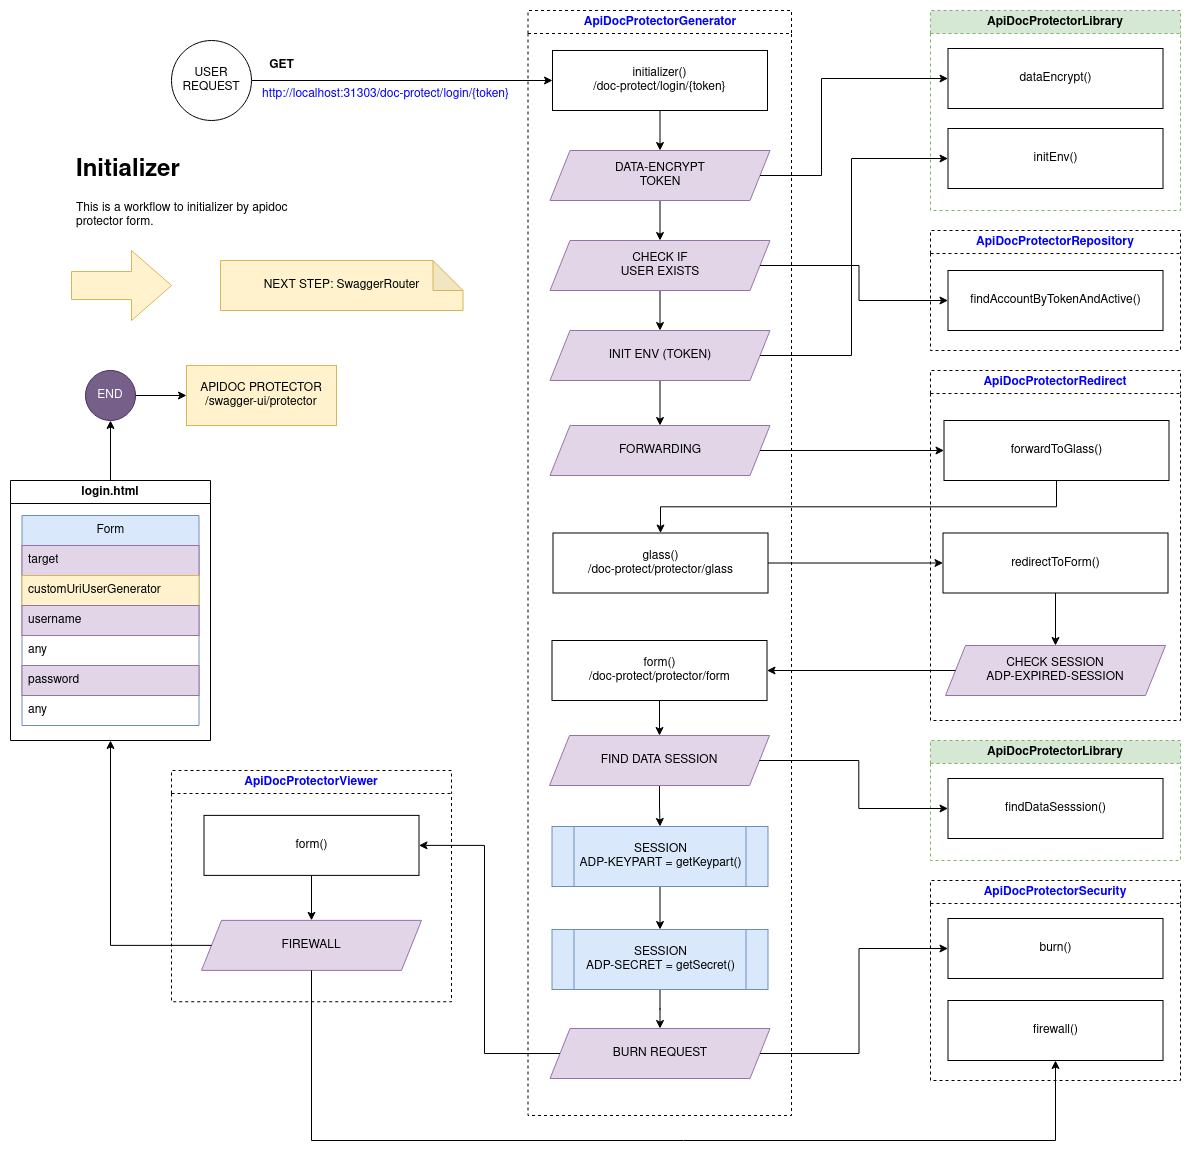 USER
REQUEST
GET
http://localhost:31303/doc-protect/login/{token}
Initializer
This is a workflow to initializer by apidoc
protector form.
NEXT STEP: SwaggerRouter
END
APIDOC PROTECTOR
/swagger-ui/protector
login.html
Form
target
customUriUserGenerator
username
any
password
any
ApiDocProtectorViewer
form()
FIREWALL
ApiDocProtectorGenerator
initializer()
/doc-protect/login/{token}
DATA-ENCRYPT
TOKEN
CHECK IF
USER EXISTS
INIT ENV (TOKEN)
FORWARDING
glass()
/doc-protect/protector/glass
form()
/doc-protect/protector/form
FIND DATA SESSION
SESSION
ADP-KEYPART = getKeypart()
SESSION
ADP-SECRET = getSecret()
BURN REQUEST
ApiDocProtectorLibrary
dataEncrypt()
initEnv()
ApiDocProtectorRepository
findAccountByTokenAndActive()
ApiDocProtectorRedirect
forwardToGlass()
redirectToForm()
CHECK SESSION
ADP-EXPIRED-SESSION
ApiDocProtectorLibrary
findDataSesssion()
ApiDocProtectorSecurity
burn()
firewall()